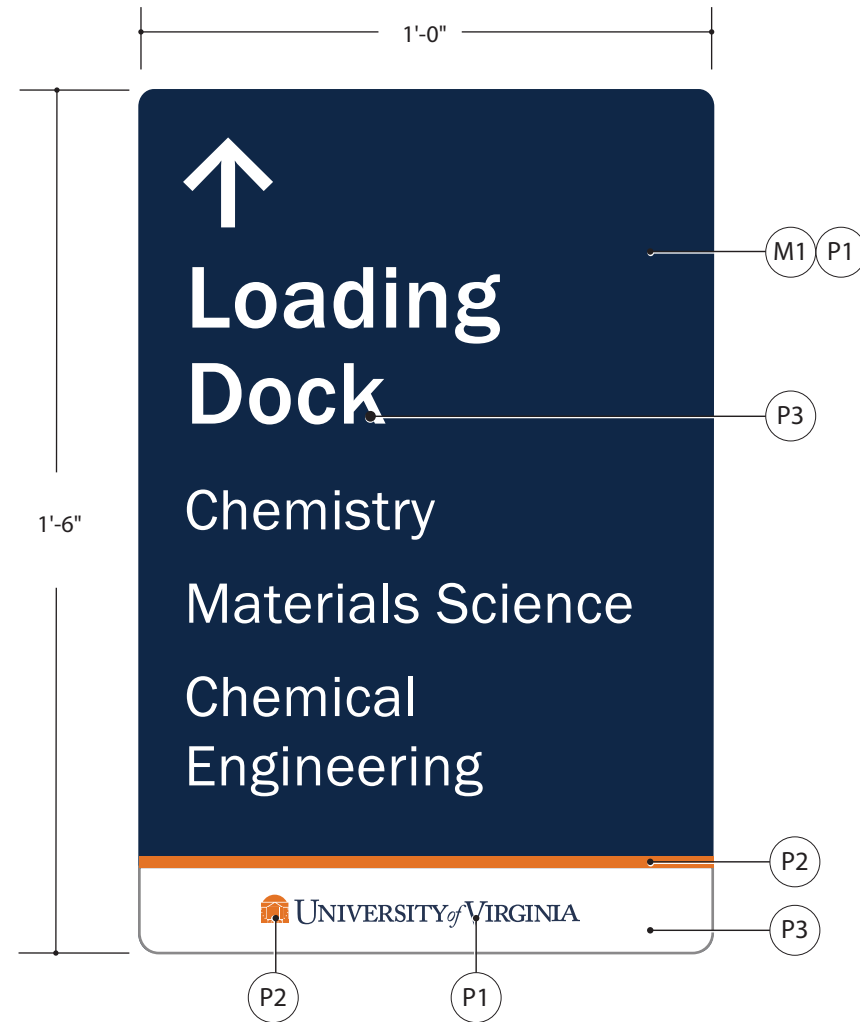 1'-0"
M1 P1
Loading
Dock
P3
Chemistry
1'-6"
Materials Science
Chemical
Engineering
P2
UNIVERSITY of VIRGINIA
P3
P2 P1